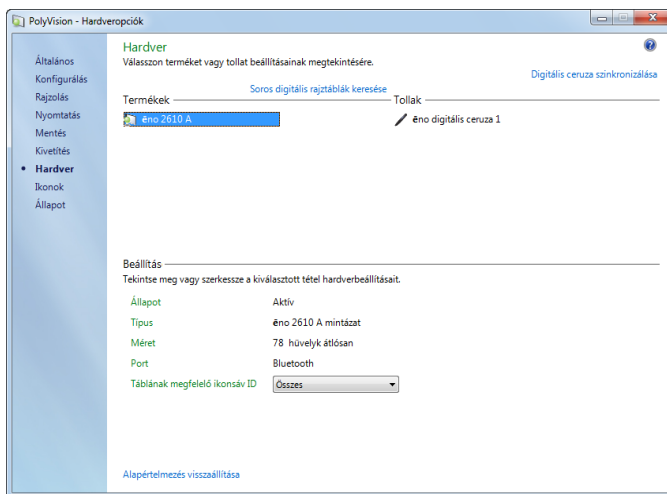 PolyVision - Hardveropciók
Általános
Konfigurálás
Rajzolás
Nyomtatás
Mentés
Kivetítés
Hardver
Ikonok
Állapot
Hardver
Válasszon terméket vagy tollat beállításainak megtekintésére.
Digitális ceruza szinkronizálása
Soros digitális rajztáblák keresése
Termékek
Tollak
ēno 2610 A
ēno digitális ceruza 1
Beállítás
Tekintse meg vagy szerkessze a kiválasztott tétel hardverbeállításait.
Állapot Aktív
Típus ēno 2610 A mintázat
Méret 78 hüvelyk átlósan
Port Bluetooth
Táblának megfelelő ikonsáv ID Összes
Alapértelmezés visszaállítása